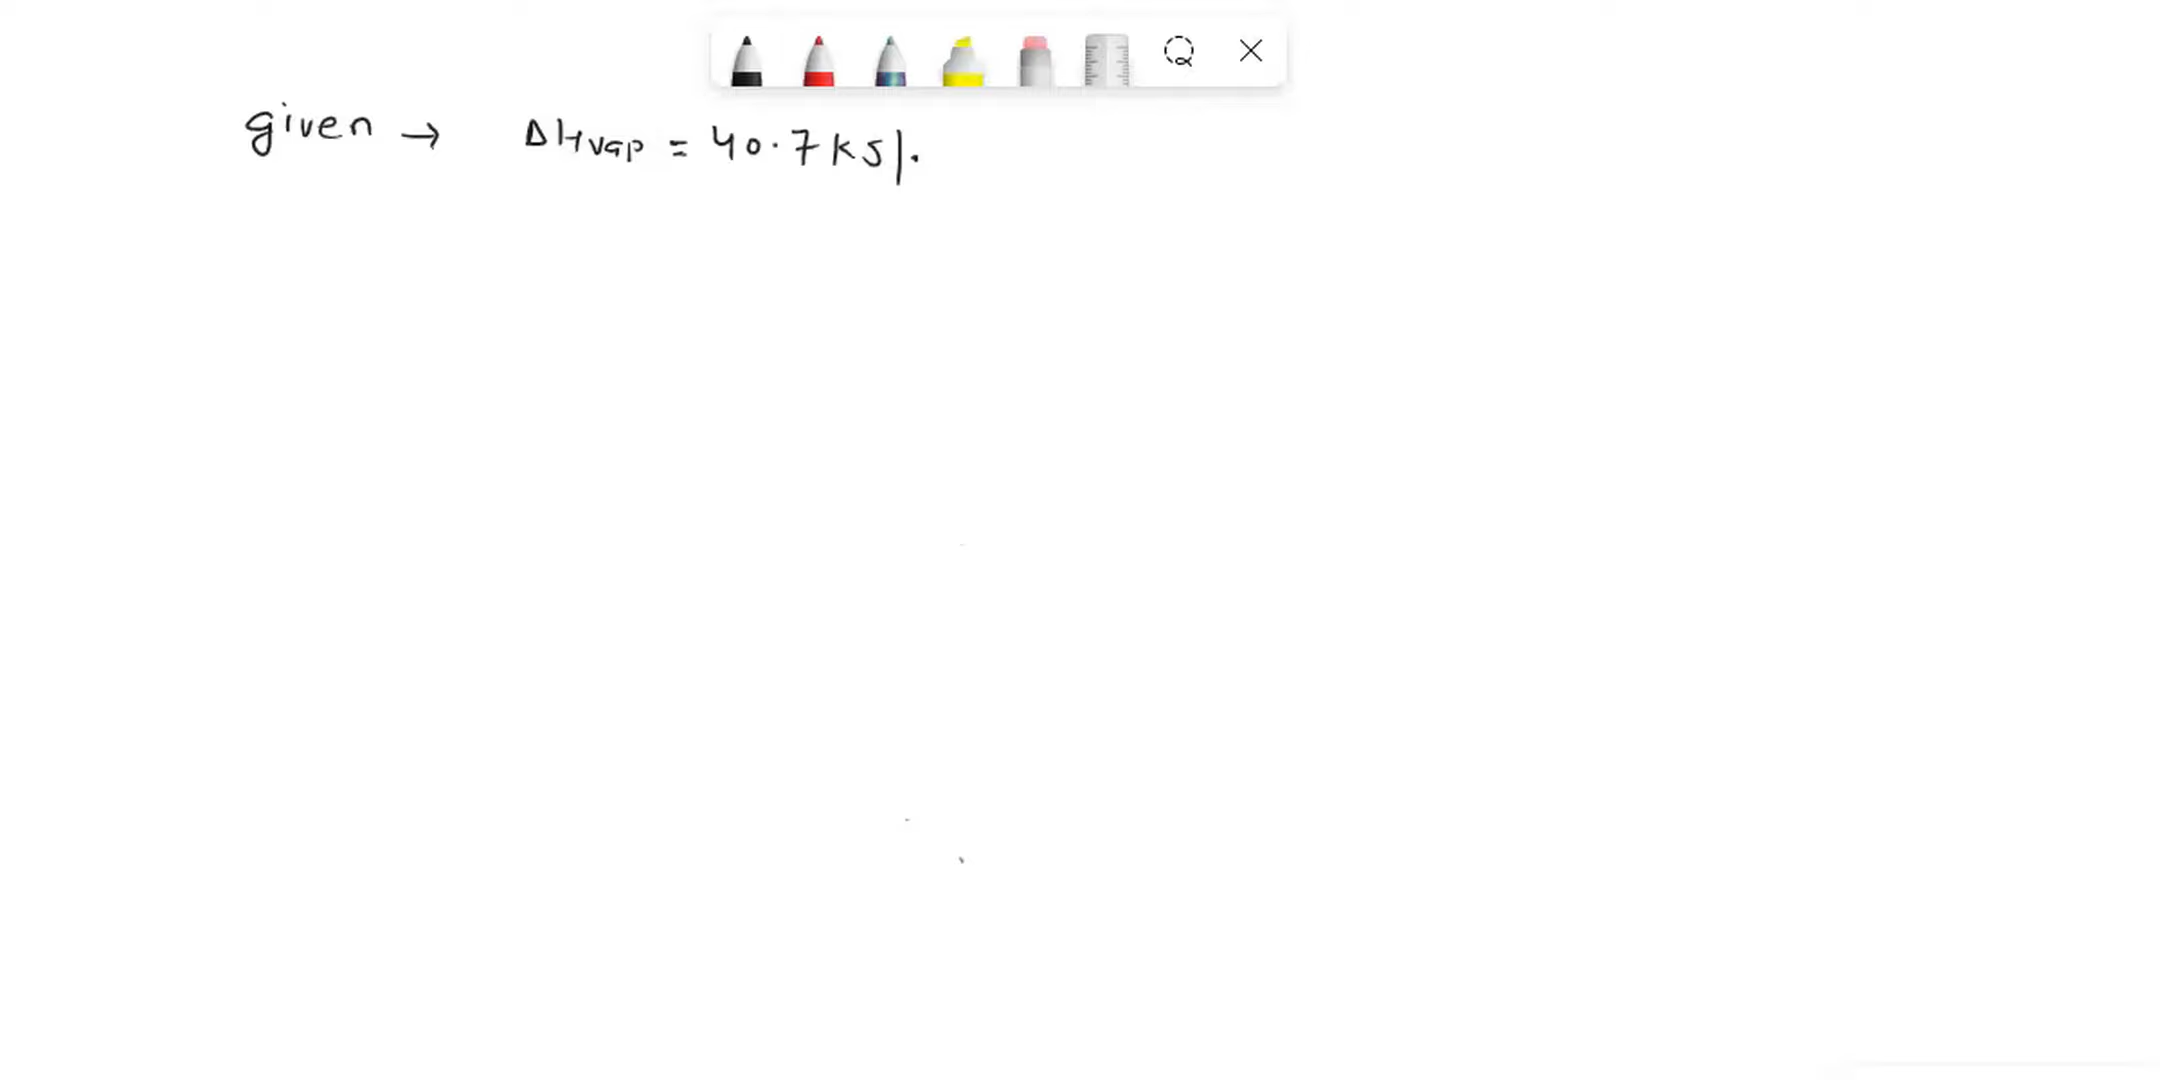 given → ΔHvap = 40.7 KJ/.